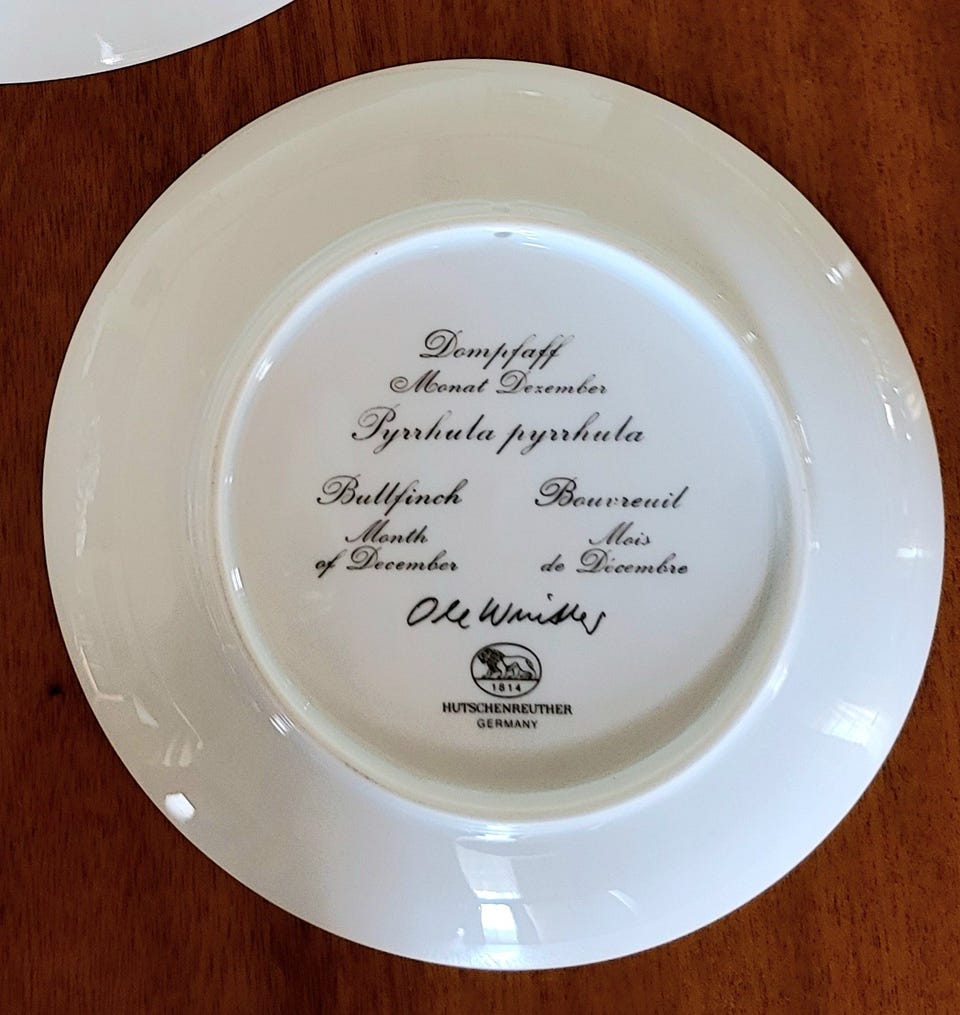 Dompfaff
Monat Dezember
Pyrrhula pyrrhula
Bullfinch
Month
of December
Bouvreuil
Mois
de Décembre
Ole Winther
1814
HUTSCHENREUTHER
GERMANY